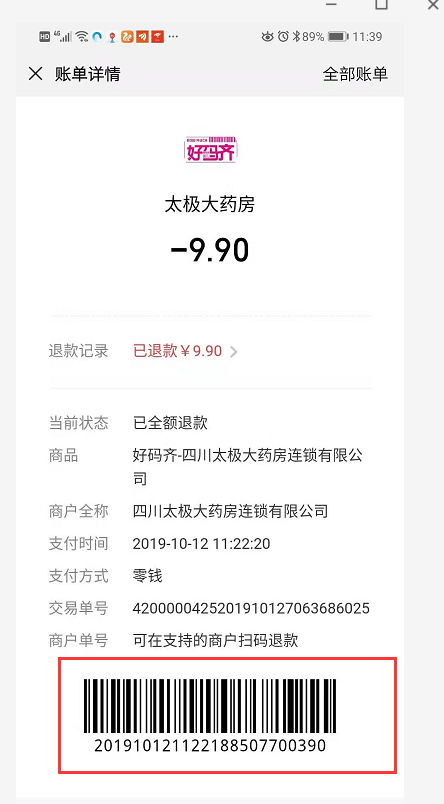 HD 4G 89% 11:39
账单详情 全部账单
好码齐
太极大药房
-9.90
退款记录 已退款￥9.90
当前状态 已全额退款
商品 好码齐-四川太极大药房连锁有限公
司
商户全称 四川太极大药房连锁有限公司
支付时间 2019-10-12 11:22:20
支付方式 零钱
交易单号 4200000425201910127063686025
商户单号 可在支持的商户扫码退款
201910121122188507700390